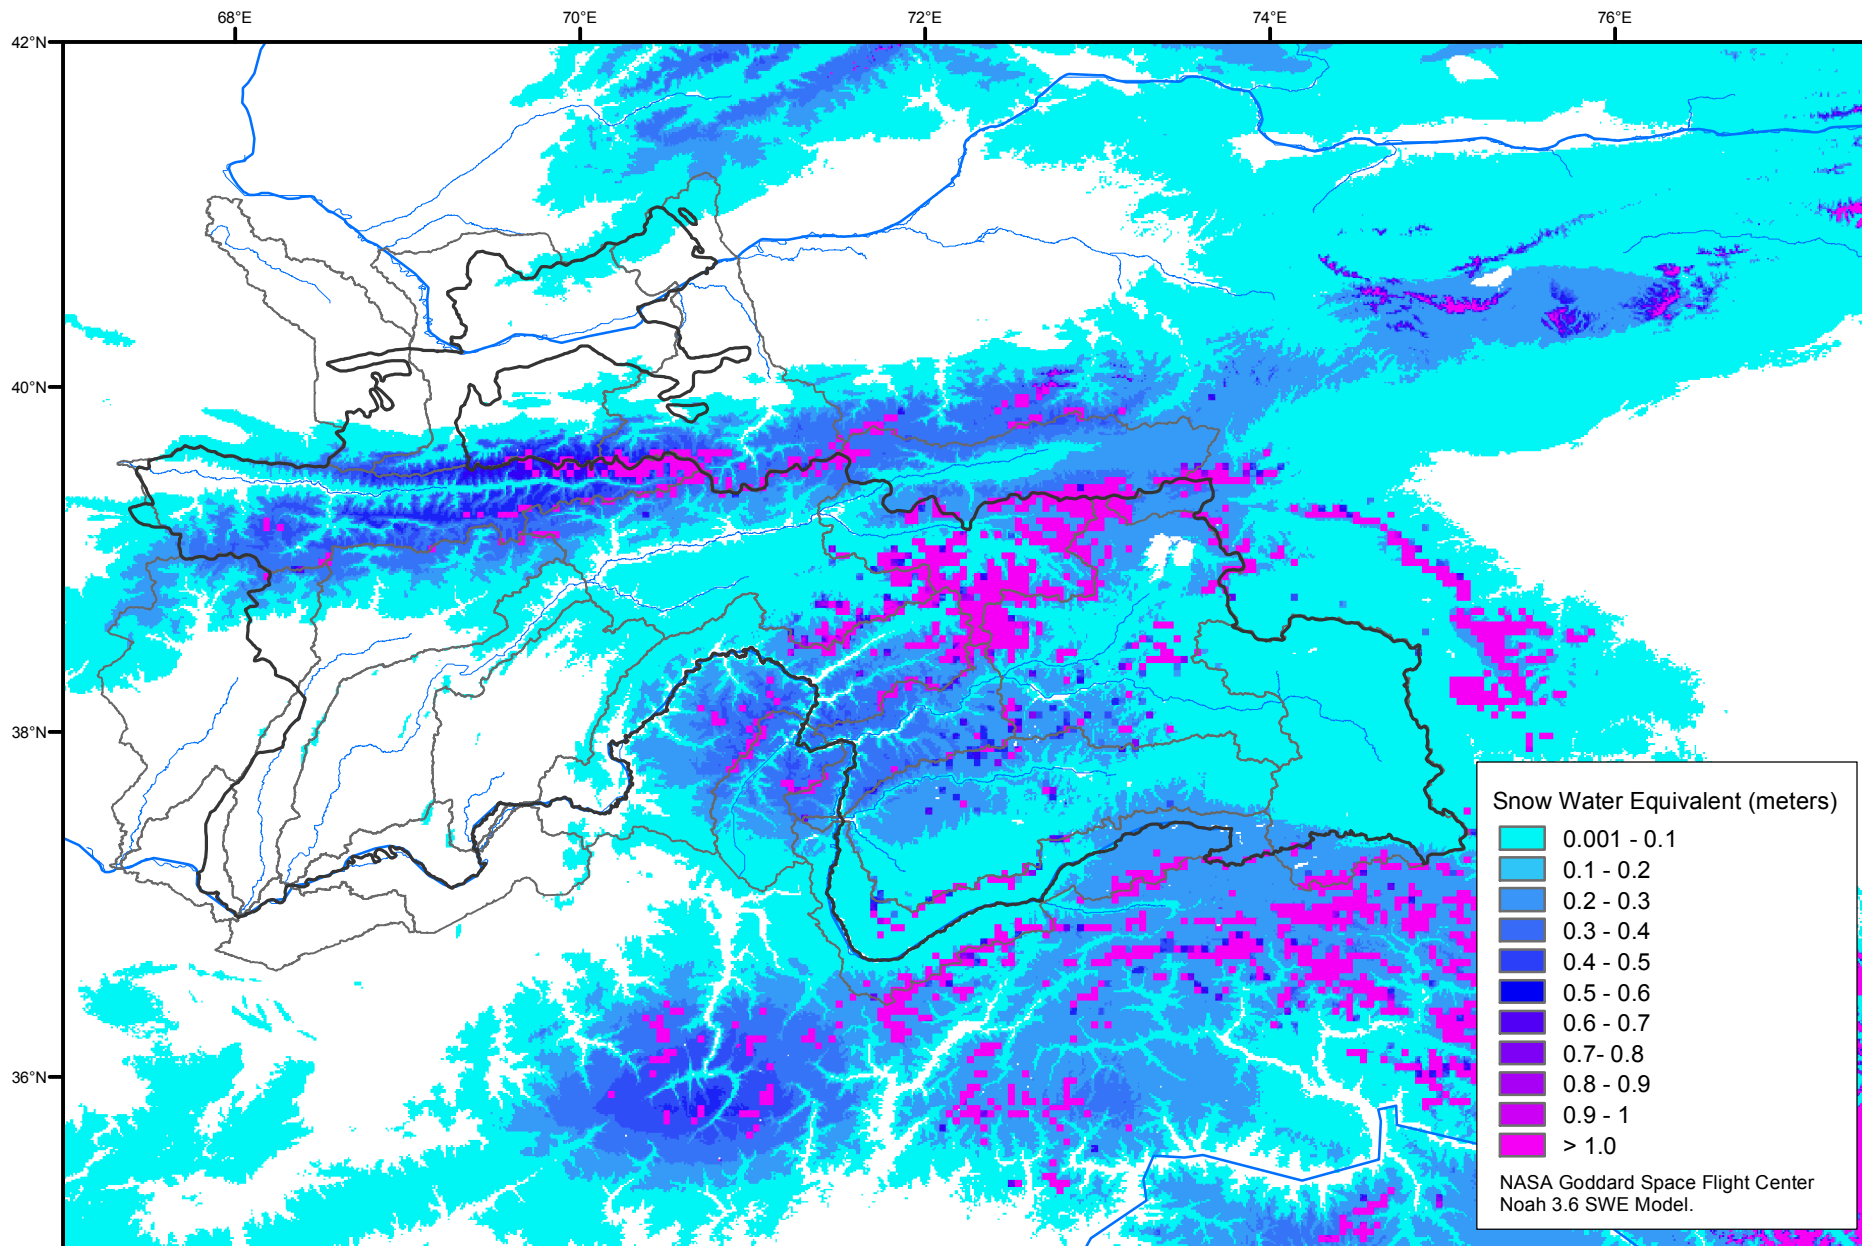 68°E
70°E
72°E
74°E
76°E
42°N
40°N
38°N
36°N
Snow Water Equivalent (meters)
0.001 - 0.1
0.1 - 0.2
0.2 - 0.3
0.3 - 0.4
0.4 - 0.5
0.5 - 0.6
0.6 - 0.7
0.7- 0.8
0.8 - 0.9
0.9 - 1
> 1.0
NASA Goddard Space Flight Center
Noah 3.6 SWE Model.